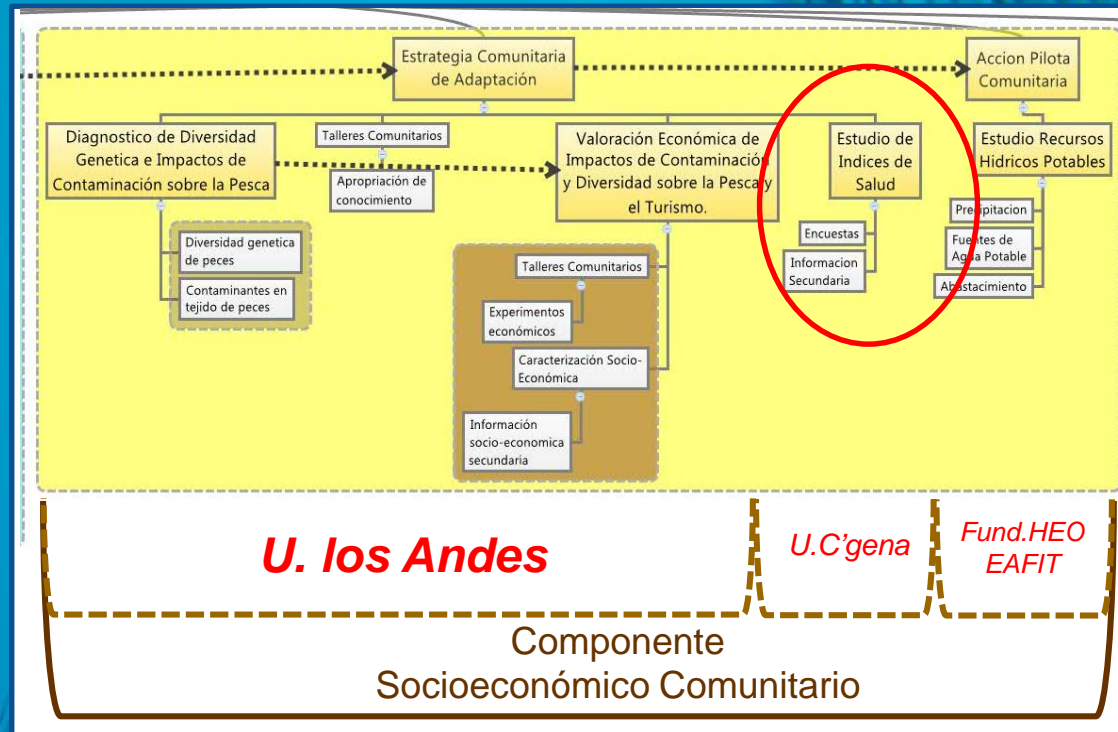 Estrategia Comunitaria
de Adaptación
Accion Pilota
Comunitaria
Diagnostico de Diversidad
Genetica e Impactos de
Contaminación sobre la Pesca
Talleres Comunitarios
Apropriación de
conocimiento
Valoración Económica de
Impactos de Contaminación
y Diversidad sobre la Pesca y
el Turismo.
Estudio de
Indices de
Salud
Estudio Recursos
Hidricos Potables
Diversidad genetica
de peces
Contaminantes en
tejido de peces
Talleres Comunitarios
Experimentos
económicos
Caracterización Socio-
Económica
Información
socio-economica
secundaria
Encuestas
Informacion
Secundaria
Precipitacion
Fuentes de
Agua Potable
Abastacimiento
U. los Andes
U.C'gena
Fund.HEO
EAFIT
Componente
Socioeconómico Comunitario